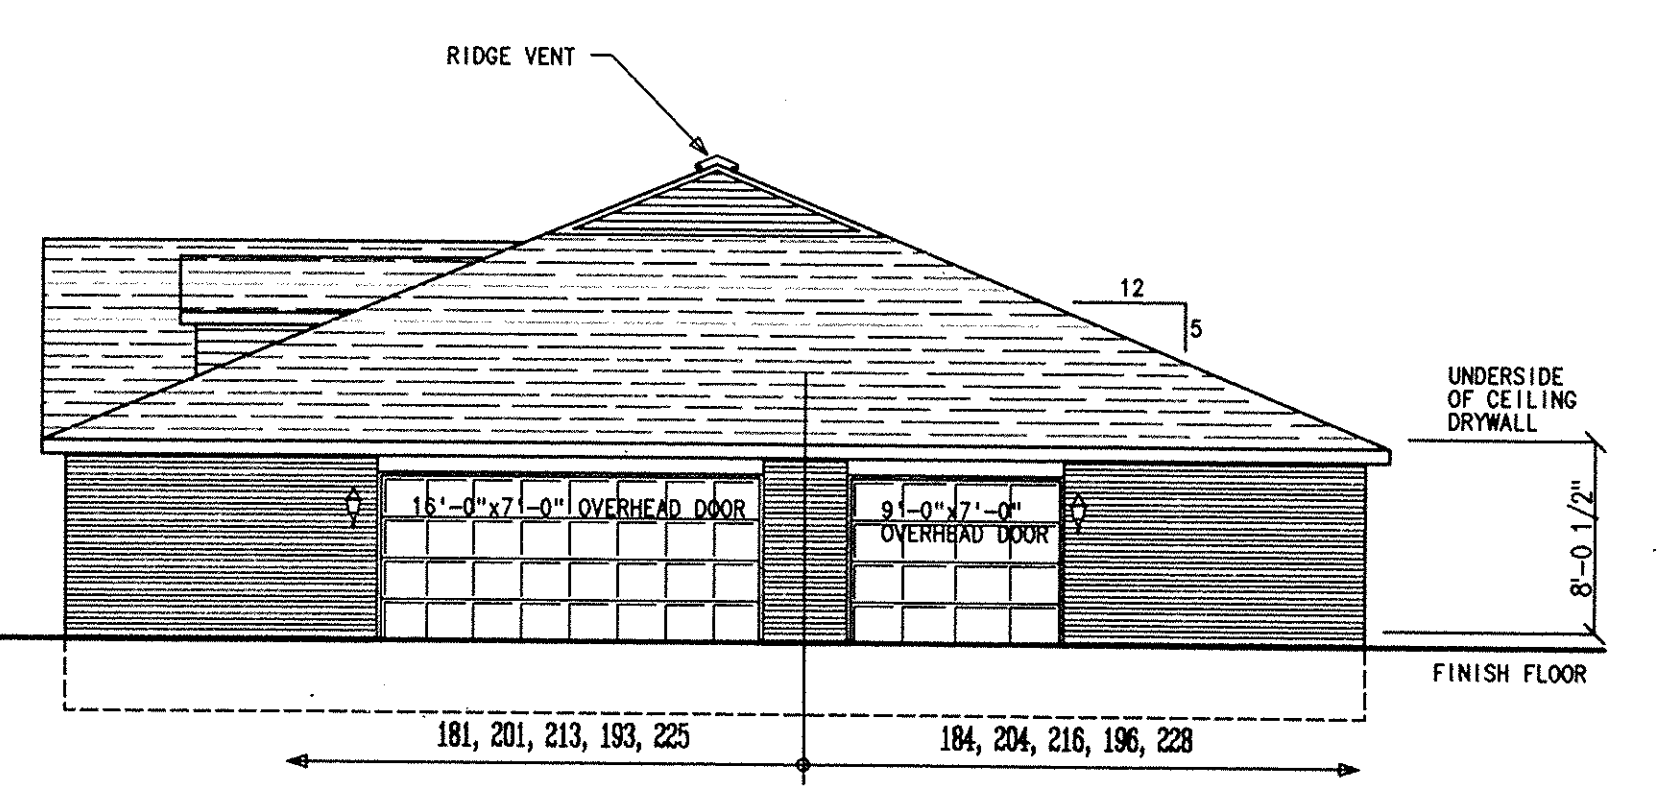 RIDGE VENT
12
5
UNDERSIDE
OF CEILING
DRYWALL
16'-0"x7'-0" OVERHEAD DOOR
9'-0"x7'-0"
OVERHEAD DOOR
8'-0 1/2"
FINISH FLOOR
181, 201, 213, 193, 225
184, 204, 216, 196, 228